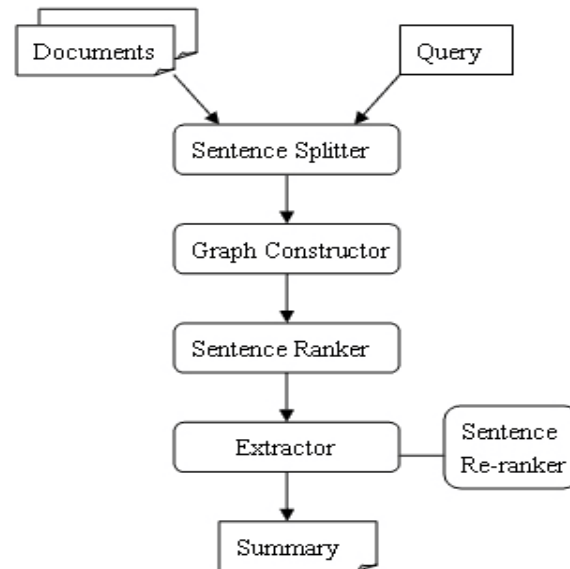 Documents
Query
Sentence Splitter
Graph Constructor
Sentence Ranker
Extractor
Sentence
Re-ranker
Summary